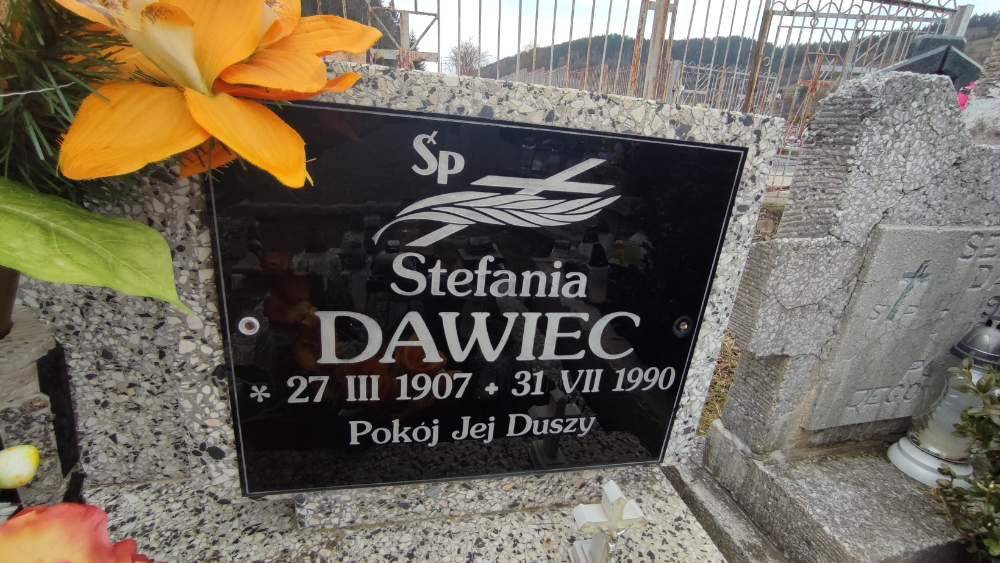 Śp
Stefania
DAWIEC
* 27 III 1907 + 31 VII 1990
Pokój Jej Duszy
Ś P